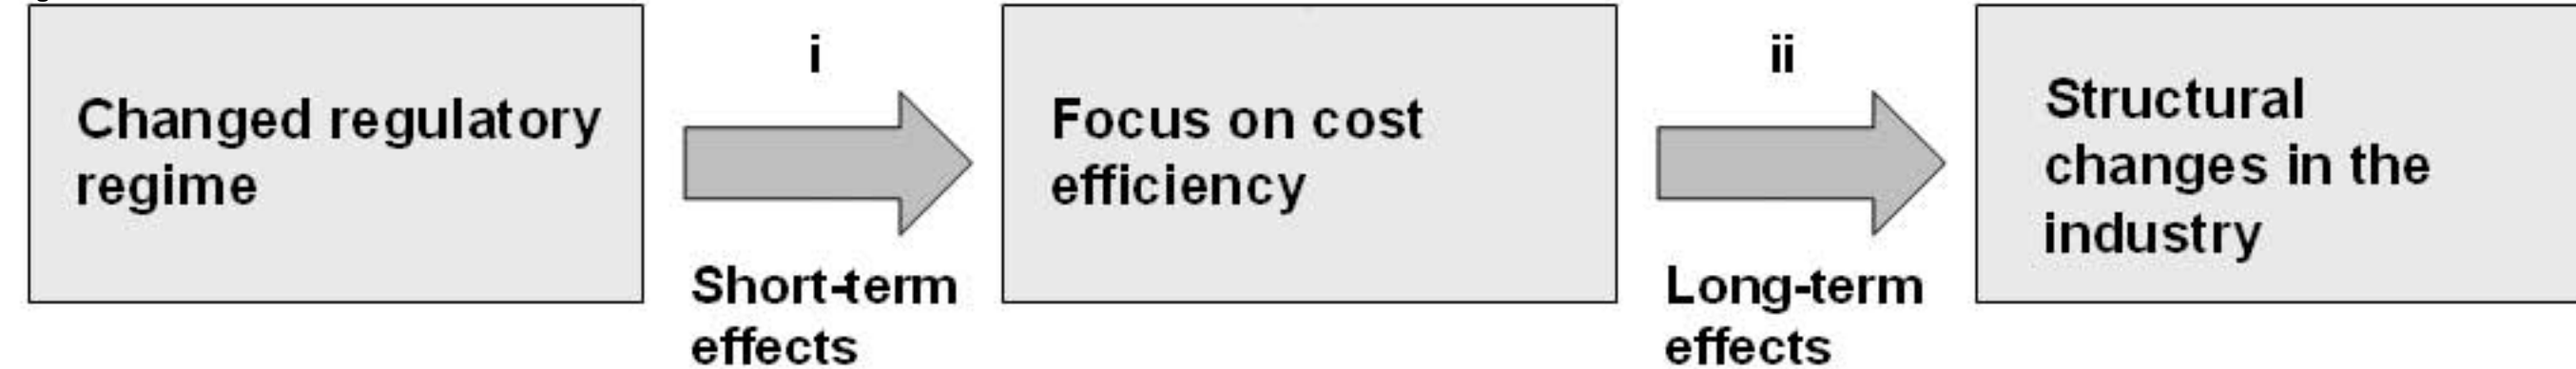 Changed regulatory
regime
i
Short-term
effects
Focus on cost
efficiency
ii
Long-term
effects
Structural
changes in the
industry